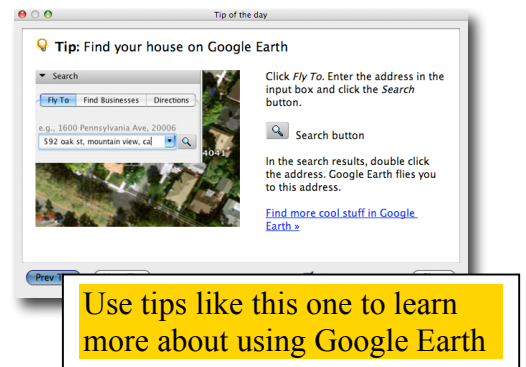 Tip of the day
Tip: Find your house on Google Earth
Search
Fly To Find Businesses Directions
e.g., 1600 Pennsylvania Ave, 20006
592 oak st, mountain view, ca
4041
Click Fly To. Enter the address in the
input box and click the Search
button.
Search button
In the search results, double click
the address. Google Earth flies you
to this address.
Find more cool stuff in Google
Earth »
Prev
Use tips like this one to learn
more about using Google Earth